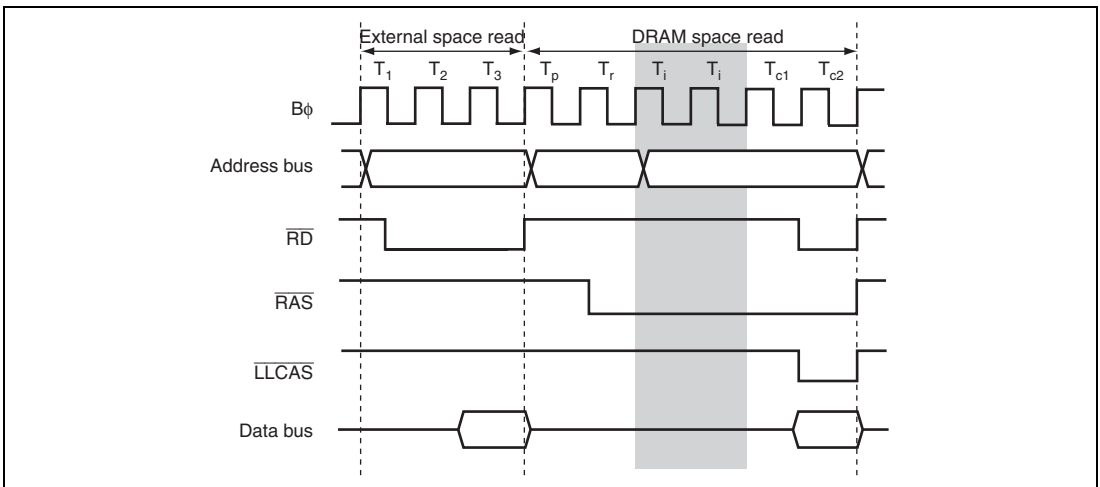 External space read DRAM space read
T1 T2 T3 Tp Tr Ti Ti Tc1 Tc2
Bϕ
Address bus
RD
RAS
LLCAS
Data bus